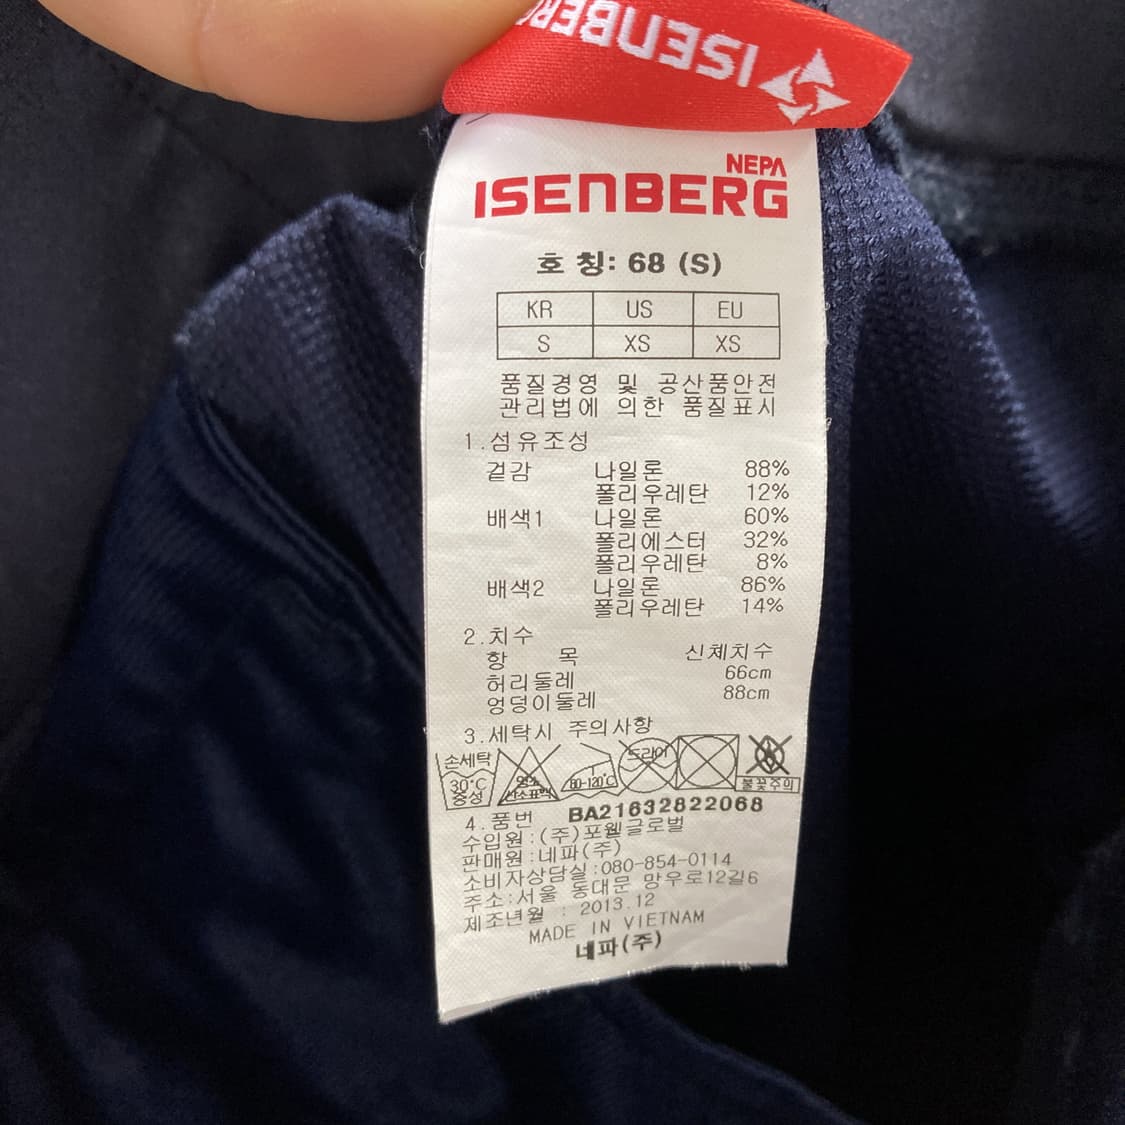 ISENBERG
NEPA
ISENBERG
호 칭: 68 (S)
KR US EU
S XS XS
품질경영 및 공산품안전
관리법에 의한 품질표시
1.섬유조성
겉감 나일론 88%
폴리우레탄 12%
배색1 나일론 60%
폴리에스터 32%
폴리우레탄 8%
배색2 나일론 86%
폴리우레탄 14%
2.치수
항 목 신체치수
허리둘레 66cm
엉덩이둘레 88cm
3.세탁시 주의사항
손세탁
30°C
중성
염소
산소표백
80-120°C
드라이
불꽃주의
4.품번 BA21632822068
수입원:(주)포웰글로벌
판매원:네파(주)
소비자상담실:080-854-0114
주소:서울 동대문 망우로12길6
제조년월 : 2013.12
MADE IN VIETNAM
네파(주)